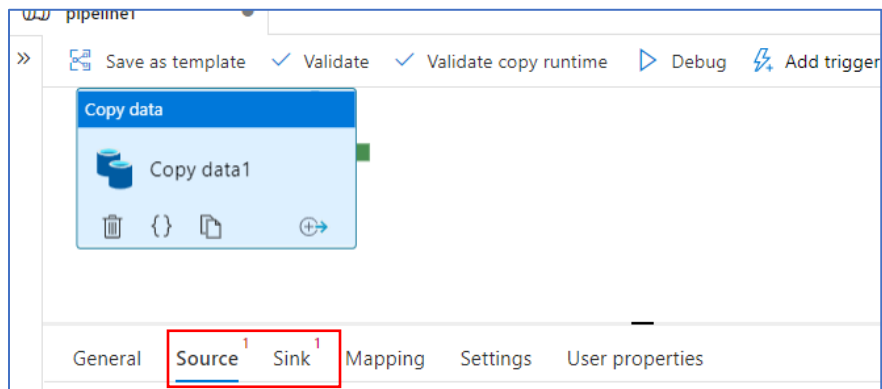 pipeline1
» Save as template Validate Validate copy runtime Debug Add trigger
Copy data
Copy data1
{}
General Source 1 Sink 1 Mapping Settings User properties